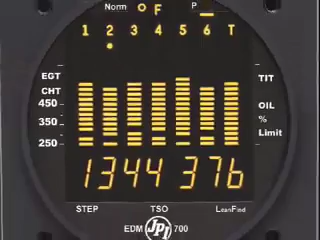 Norm F P
1 2 3 4 5 6 T
EGT TIT
CHT
450 OIL
350 %
Limit
250
1344 376
STEP TSO LeanFind
EDM JPI 700